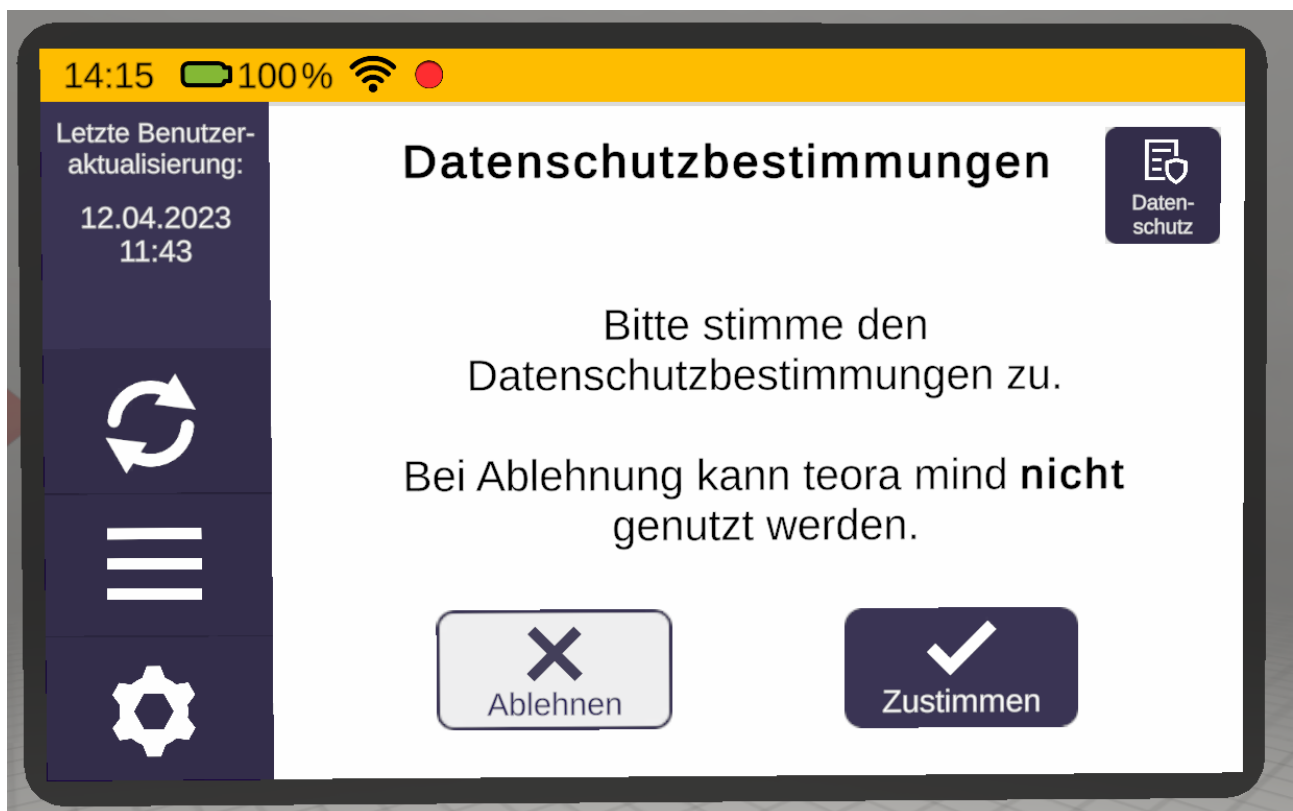 14:15 100%
Letzte Benutzer-
aktualisierung:
12.04.2023
11:43
Datenschutzbestimmungen
Daten-
schutz
Bitte stimme den
Datenschutzbestimmungen zu.
Bei Ablehnung kann teora mind nicht
genutzt werden.
Ablehnen
Zustimmen